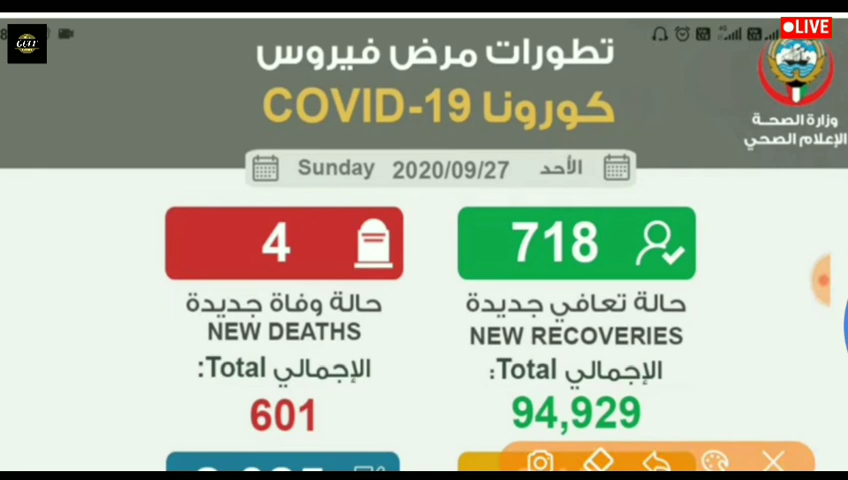 LIVE
GULF
تطورات مرض فيروس
كورونا COVID-19
وزارة الصحة
الإعلام الصحي
Sunday 2020/09/27 الأحد
4
718
حالة وفاة جديدة
NEW DEATHS
الإجمالي Total:
601
حالة تعافي جديدة
NEW RECOVERIES
الإجمالي Total:
94,929